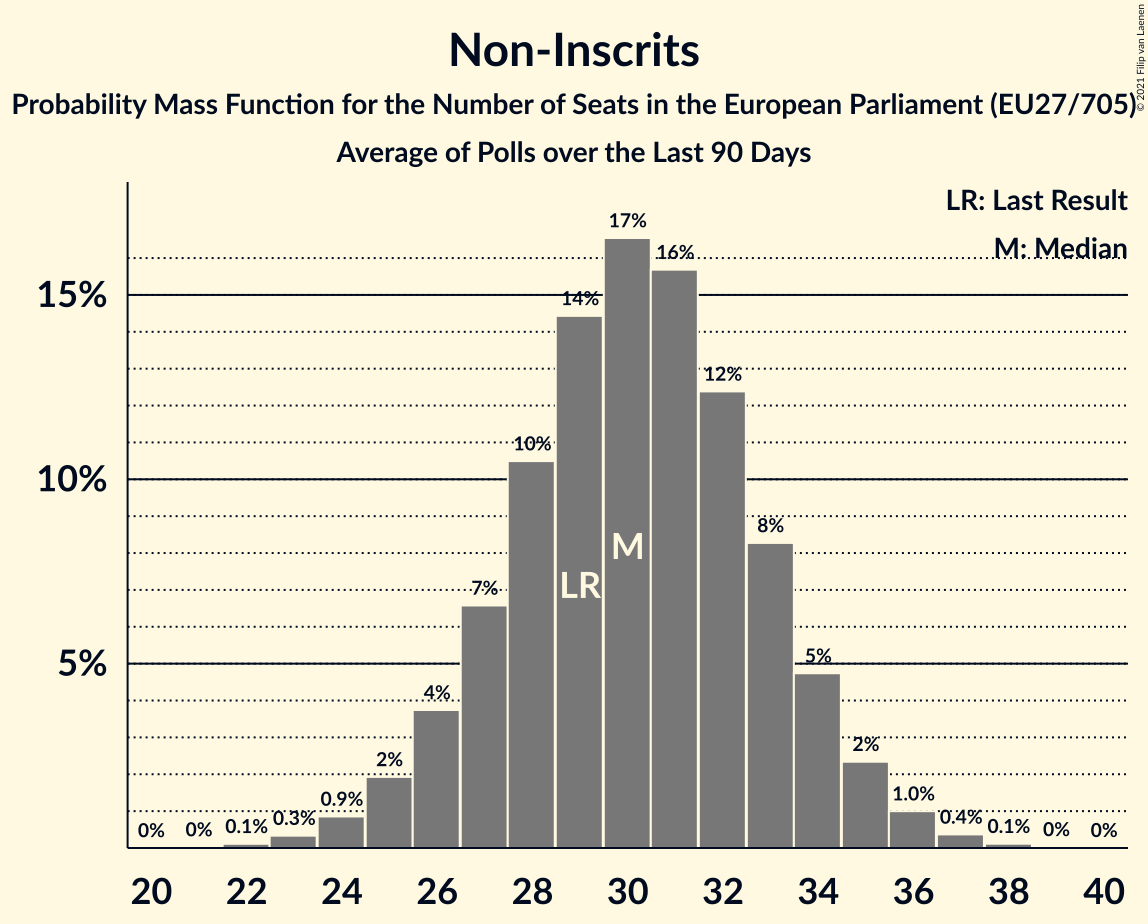 Non-Inscrits
Probability Mass Function for the Number of Seats in the European Parliament (EU27/705)
Average of Polls over the Last 90 Days
© 2021 Filip van Laenen
LR: Last Result
M: Median
15%
10%
5%
0%
0%
0.1%
0.3%
0.9%
2%
4%
7%
10%
14%
17%
16%
12%
8%
5%
2%
1.0%
0.4%
0.1%
0%
0%
LR
M
20 22 24 26 28 30 32 34 36 38 40